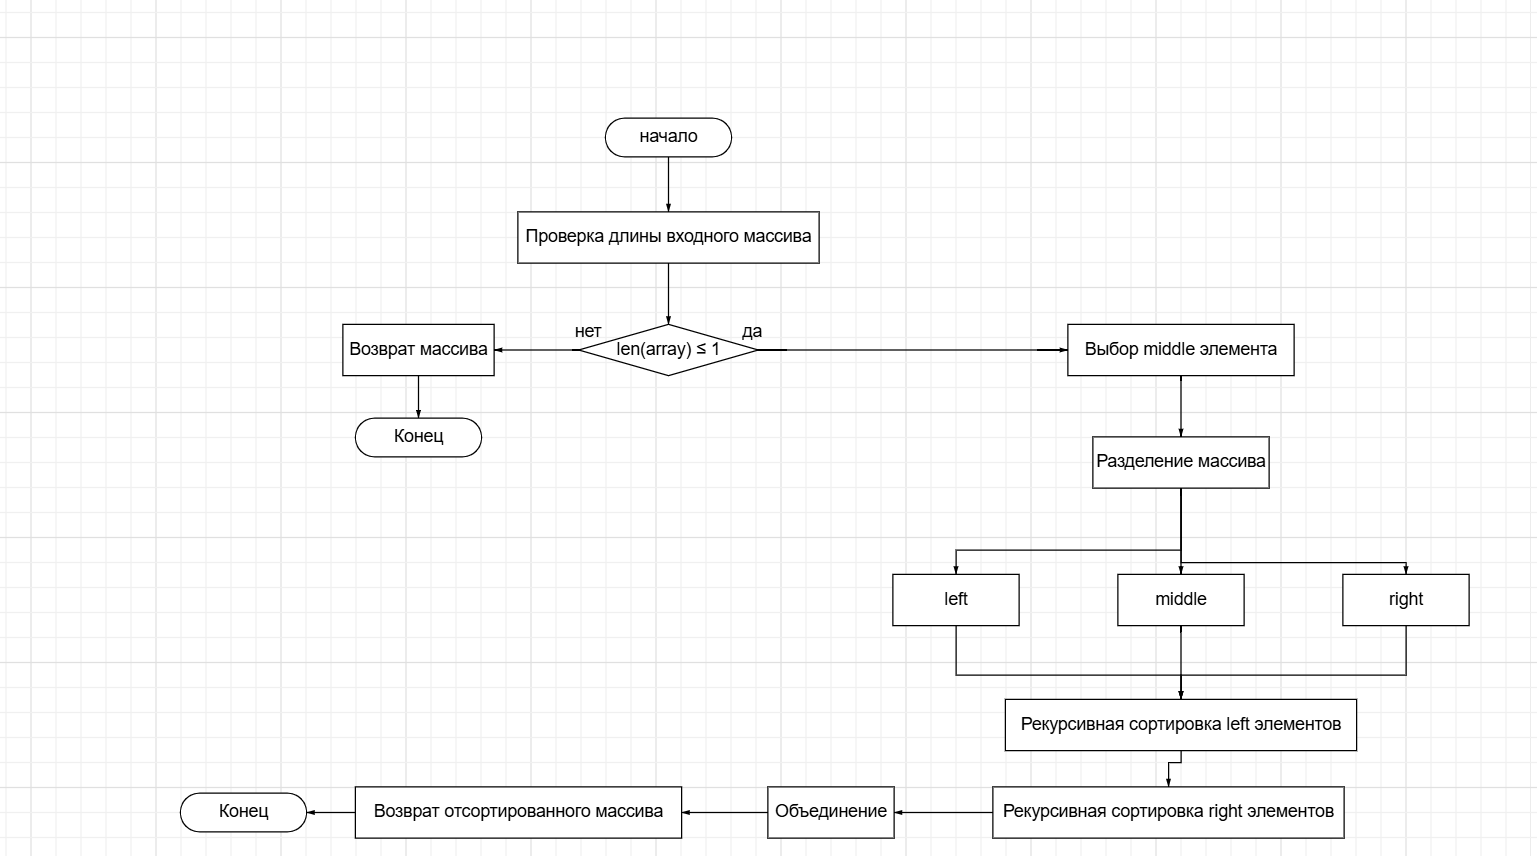 начало
Проверка длины входного массива
нет
да
Возврат массива
len(array) ≤ 1
Выбор middle элемента
Конец
Разделение массива
left
middle
right
Рекурсивная сортировка left элементов
Рекурсивная сортировка right элементов
Объединение
Возврат отсортированного массива
Конец